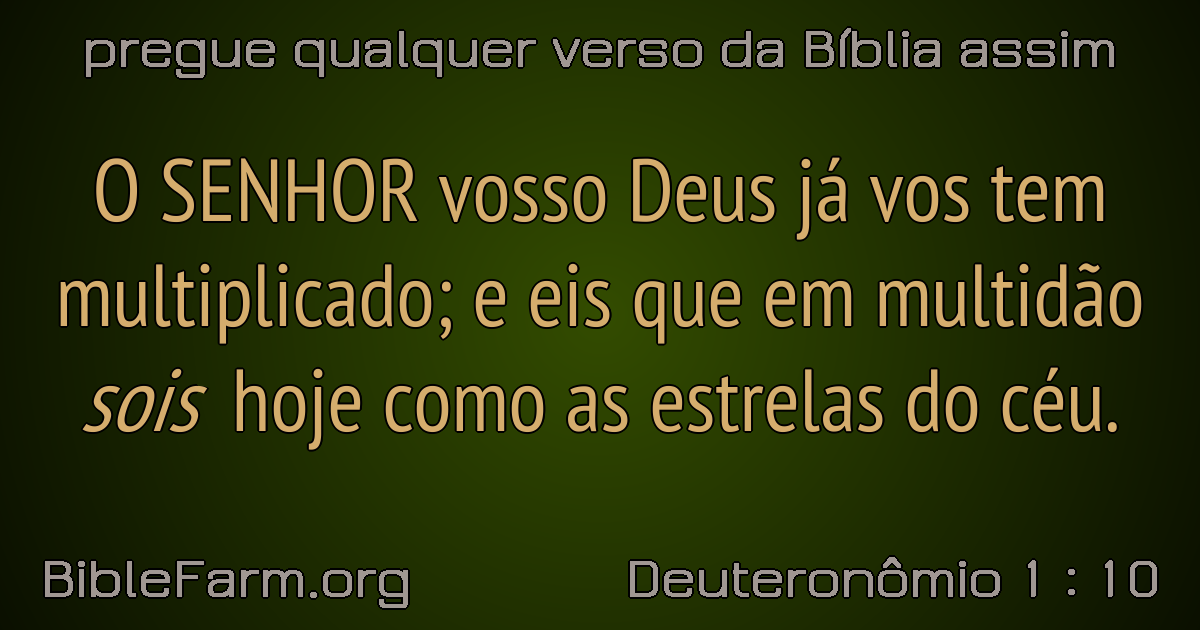 pregue qualquer verso da Bíblia assim
O SENHOR vosso Deus já vos tem
multiplicado; e eis que em multidão
sois hoje como as estrelas do céu.
BibleFarm.org
Deuteronômio 1 : 10